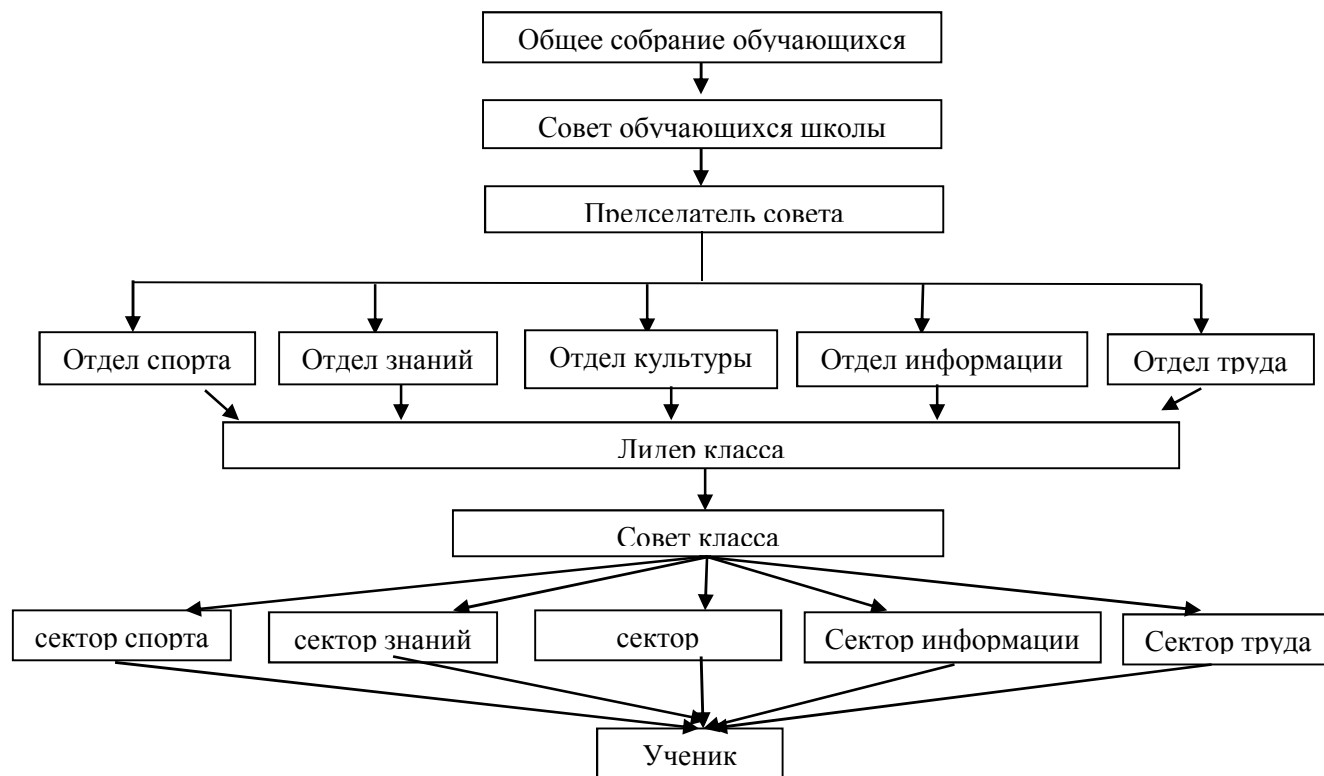 Общее собрание обучающихся
Совет обучающихся школы
Председатель совета
Отдел спорта
Отдел знаний
Отдел культуры
Отдел информации
Отдел труда
Лидер класса
Совет класса
сектор спорта
сектор знаний
сектор
Сектор информации
Сектор труда
Ученик